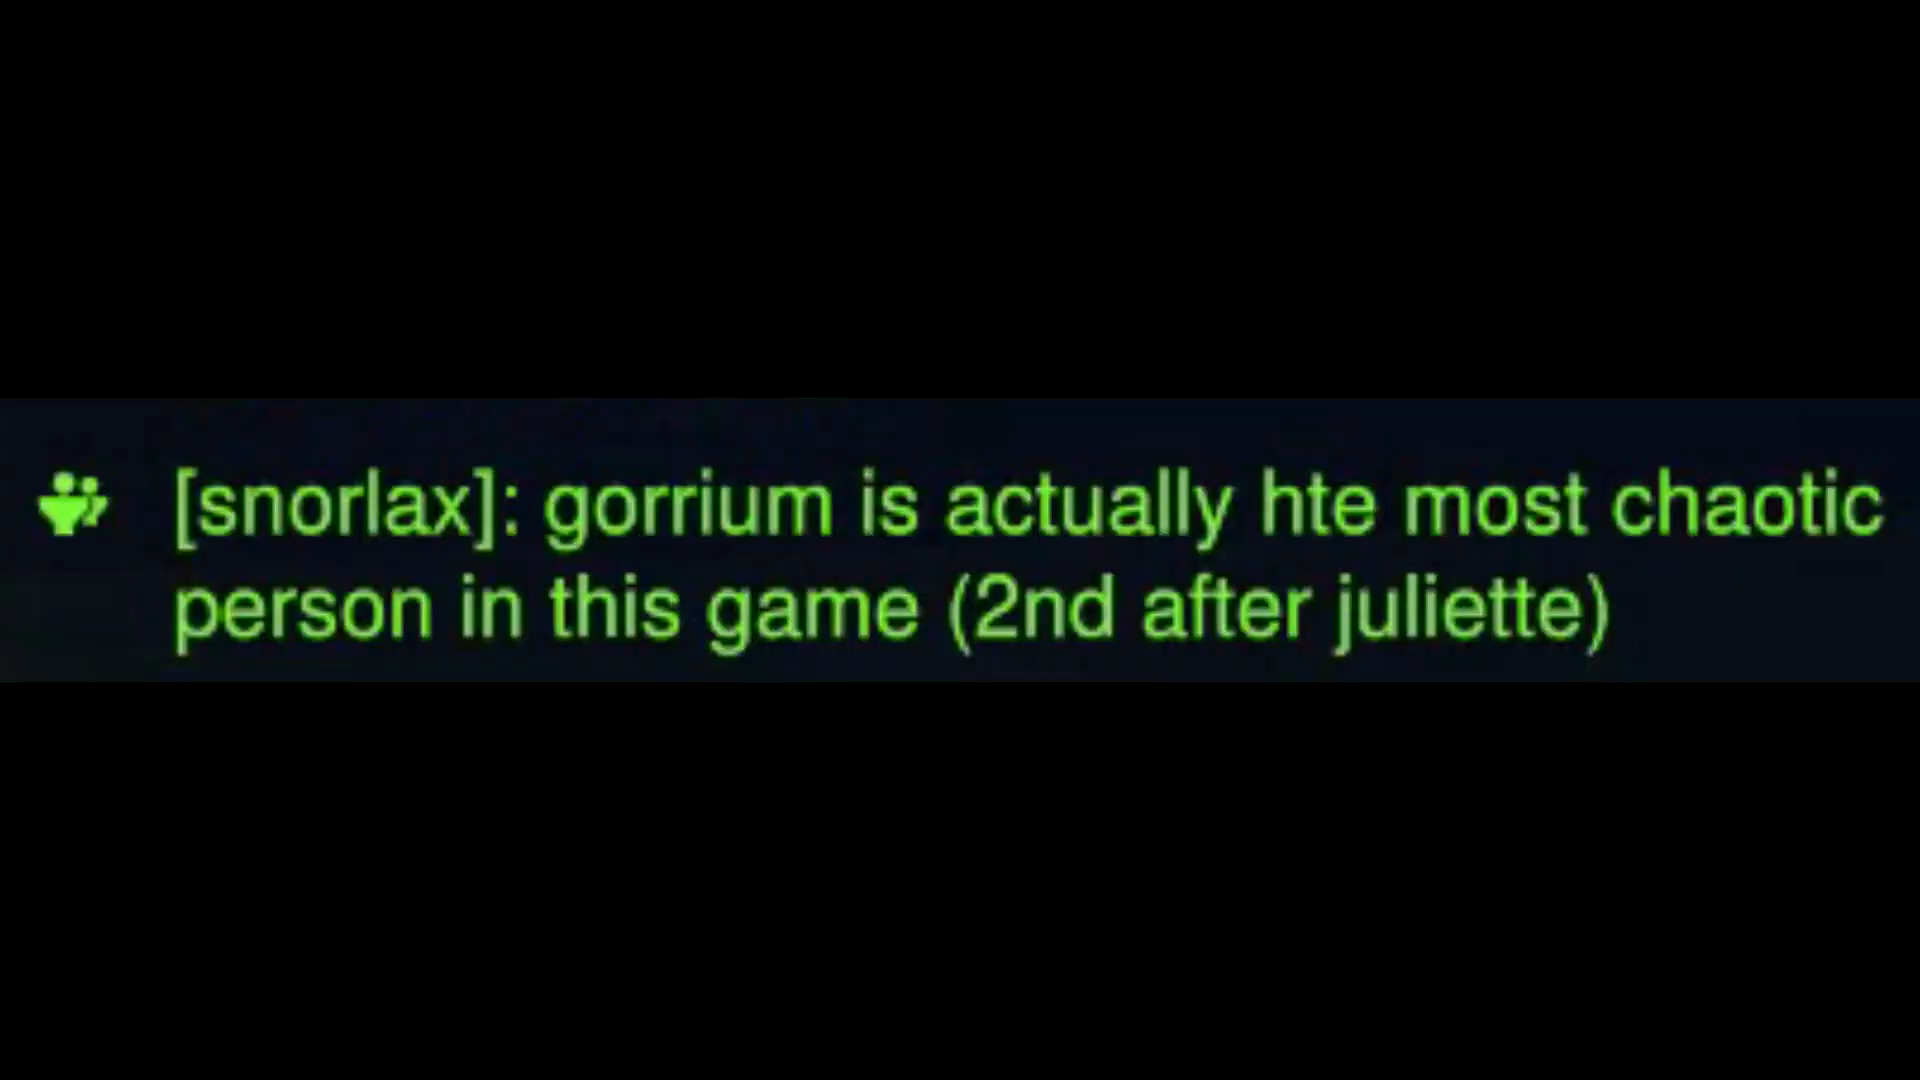 [snorlax]: gorrium is actually hte most chaotic
person in this game (2nd after juliette)